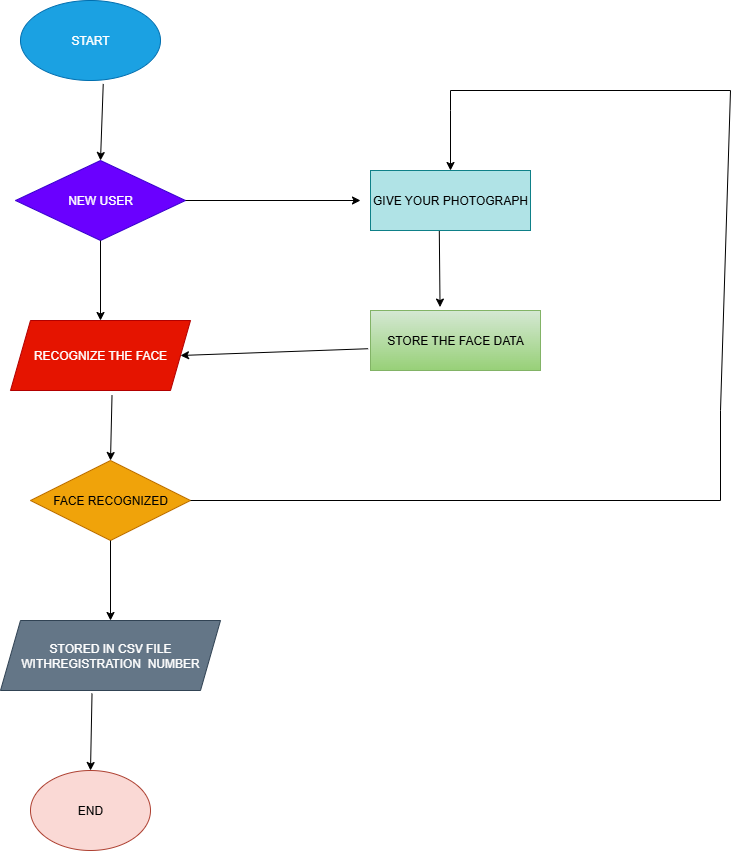 START
NEW USER
GIVE YOUR PHOTOGRAPH
RECOGNIZE THE FACE
STORE THE FACE DATA
FACE RECOGNIZED
STORED IN CSV FILE
WITHREGISTRATION  NUMBER
END